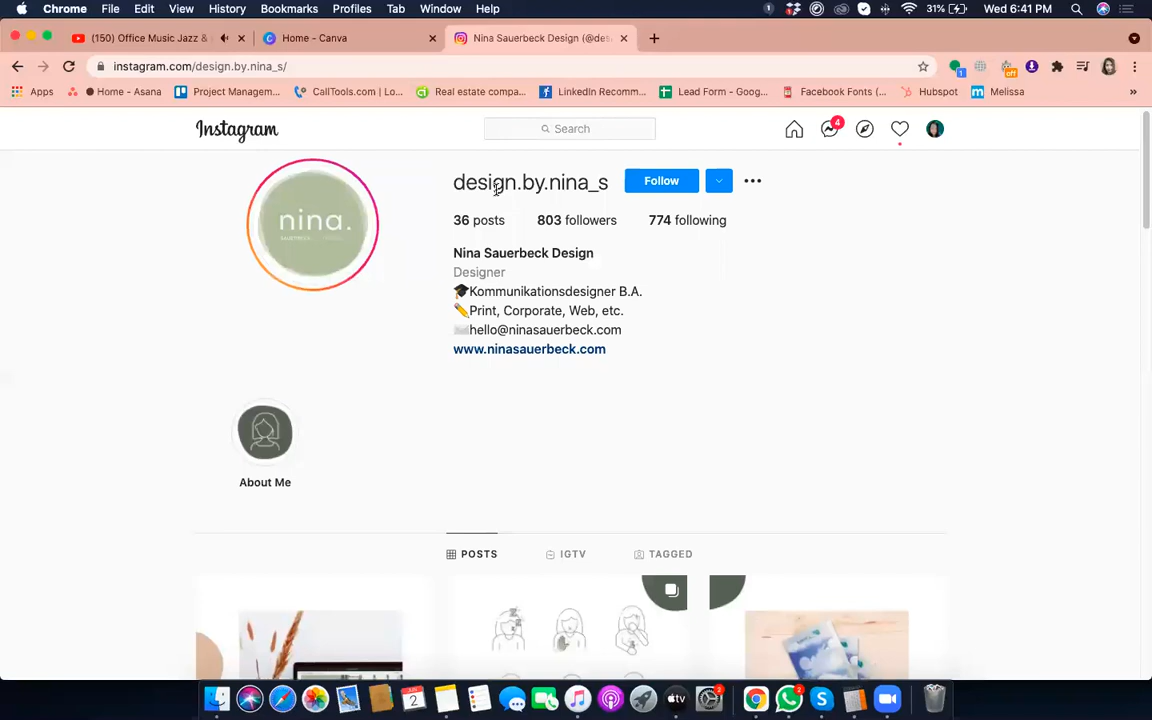 Chrome File Edit View History Bookmarks Profiles Tab Window Help 1 31% Wed 6:41 PM
(150) Office Music Jazz & Home - Canva Nina Sauerbeck Design (@des
instagram.com/design.by.nina_s/
Apps Home - Asana Project Managem... CallTools.com | Lo... Real estate compa... LinkedIn Recomm... Lead Form - Goog... Facebook Fonts (... Hubspot Melissa »
Instagram Search 4
design.by.nina_s Follow
36 posts 803 followers 774 following
nina.
Nina Sauerbeck Design
Designer
🎓Kommunikationsdesigner B.A.
✏️Print, Corporate, Web, etc.
✉️hello@ninasauerbeck.com
www.ninasauerbeck.com
About Me
POSTS IGTV TAGGED